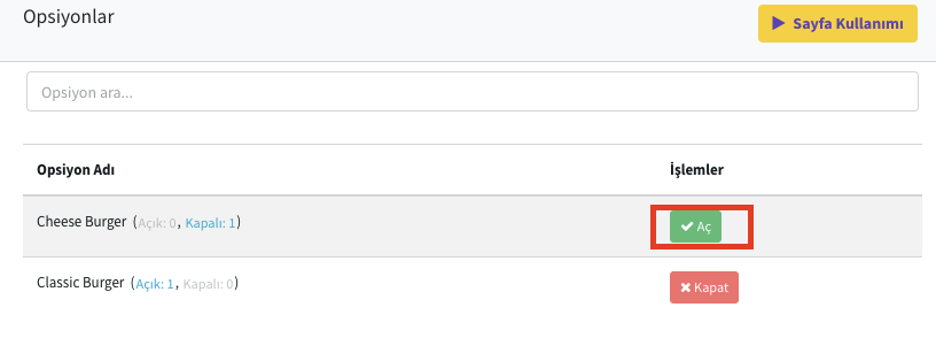 Opsiyonlar
Sayfa Kullanımı
Opsiyon ara...
Opsiyon Adı İşlemler
Cheese Burger (Açık: 0, Kapalı: 1) Aç
Classic Burger (Açık: 1, Kapalı: 0) Kapat